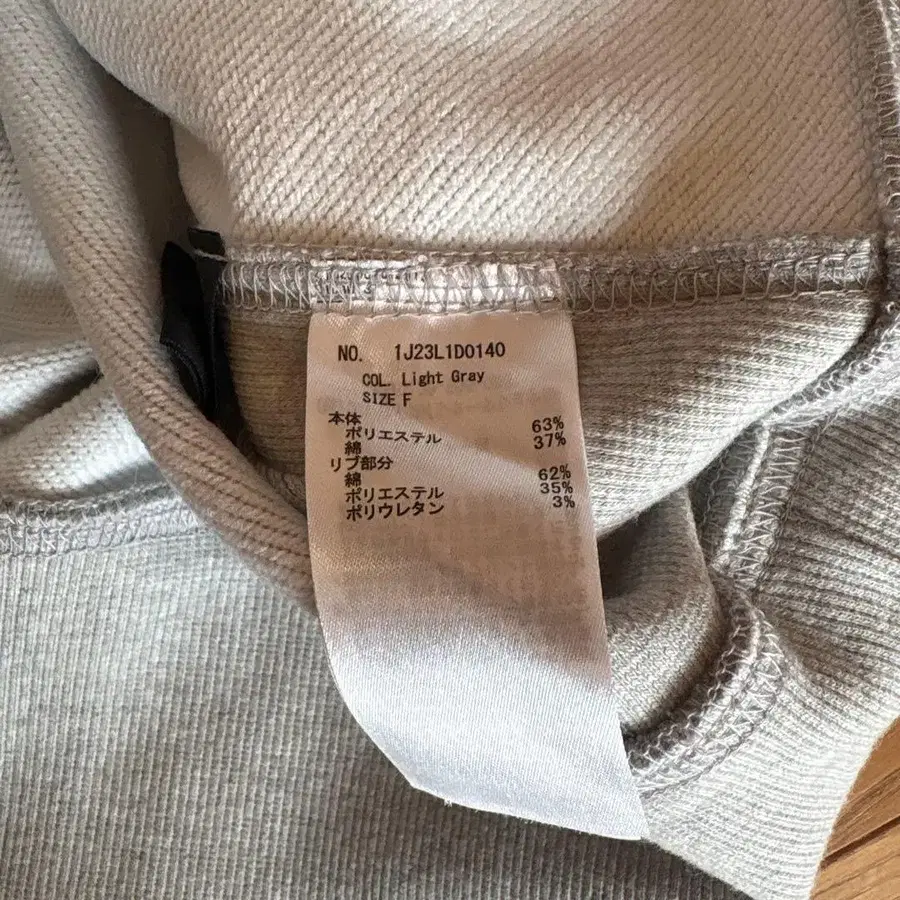 NO. 1J23L1D0140
COL. Light Gray
SIZE F
本体
ポリエステル 63%
綿 37%
リブ部分
綿 62%
ポリエステル 35%
ポリウレタン 3%